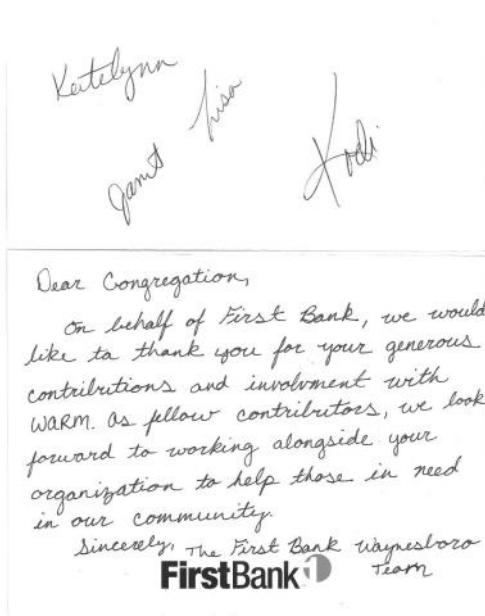 Katelynn
Lisa
Janet
Kodi
Dear Congregation,
On behalf of First Bank, we would
like to thank you for your generous
contributions and involvment with
WARM. As fellow contributors, we look
forward to working alongside your
organization to help those in need
in our community.
Sincerely, The First Bank Waynesboro
Team
FirstBank